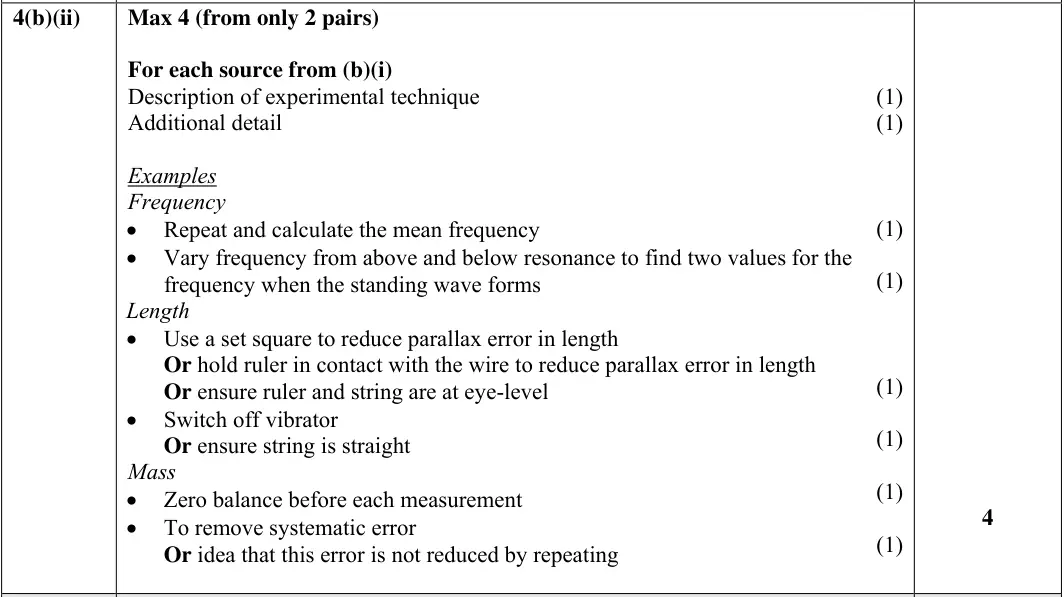 4(b)(ii)
Max 4 (from only 2 pairs)
For each source from (b)(i)
Description of experimental technique (1)
Additional detail (1)
Examples
Frequency
• Repeat and calculate the mean frequency (1)
• Vary frequency from above and below resonance to find two values for the
frequency when the standing wave forms (1)
Length
• Use a set square to reduce parallax error in length
Or hold ruler in contact with the wire to reduce parallax error in length
Or ensure ruler and string are at eye-level (1)
• Switch off vibrator
Or ensure string is straight (1)
Mass
• Zero balance before each measurement (1)
• To remove systematic error
Or idea that this error is not reduced by repeating (1)
4